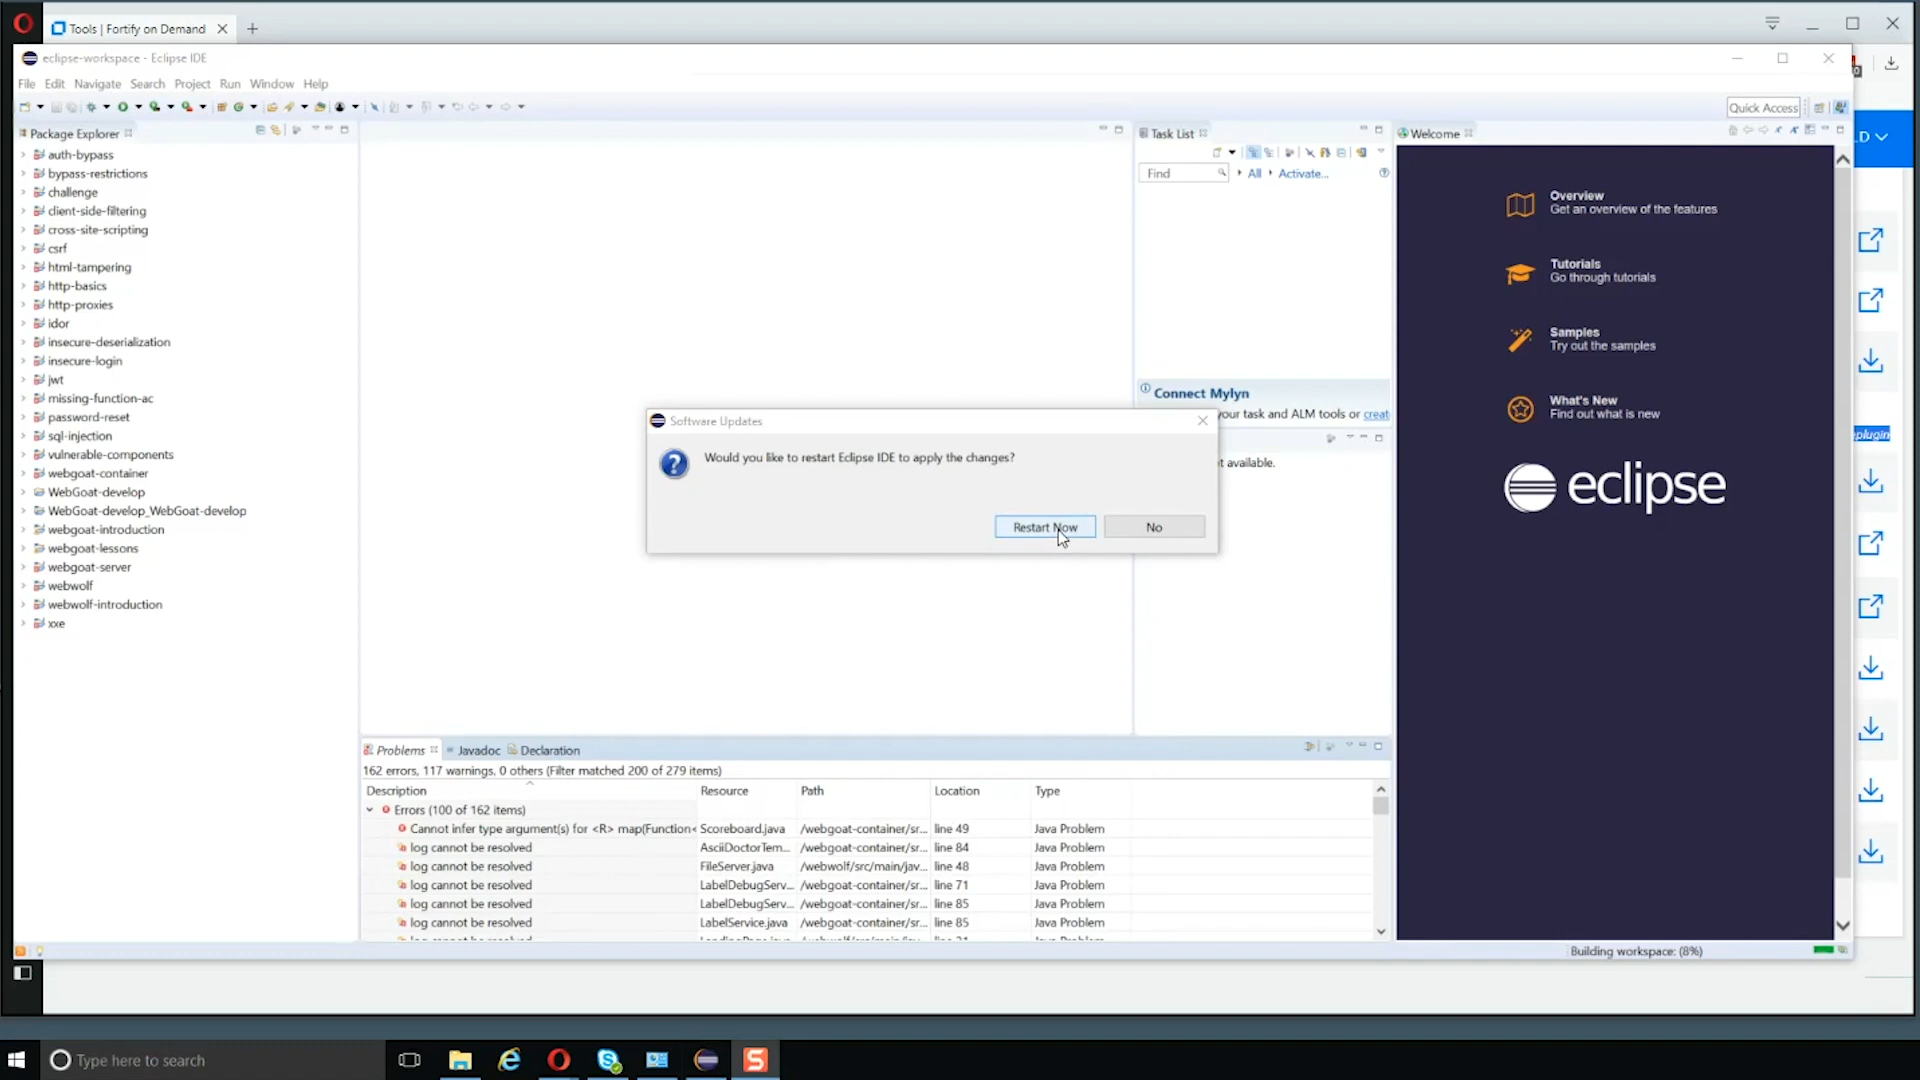 Tools | Fortify on Demand
eclipse-workspace - Eclipse IDE
File Edit Navigate Search Project Run Window Help
Quick Access
Package Explorer
auth-bypass
bypass-restrictions
challenge
client-side-filtering
cross-site-scripting
csrf
html-tampering
http-basics
http-proxies
idor
insecure-deserialization
insecure-login
jwt
missing-function-ac
password-reset
sql-injection
vulnerable-components
webgoat-container
WebGoat-develop
WebGoat-develop_WebGoat-develop
webgoat-introduction
webgoat-lessons
webgoat-server
webwolf
webwolf-introduction
xxe
Task List
Find All Activate...
Connect Mylyn
your task and ALM tools or creat
t available.
Software Updates
Would you like to restart Eclipse IDE to apply the changes?
Restart Now No
Welcome
Overview
Get an overview of the features
Tutorials
Go through tutorials
Samples
Try out the samples
What's New
Find out what is new
eclipse
D
eplugin
Problems Javadoc Declaration
162 errors, 117 warnings, 0 others (Filter matched 200 of 279 items)
Description Resource Path Location Type
Errors (100 of 162 items)
Cannot infer type argument(s) for <R> map(Function< Scoreboard.java /webgoat-container/sr... line 49 Java Problem
log cannot be resolved AsciiDoctorTem... /webgoat-container/sr... line 84 Java Problem
log cannot be resolved FileServer.java /webwolf/src/main/jav... line 48 Java Problem
log cannot be resolved LabelDebugServ... /webgoat-container/sr... line 71 Java Problem
log cannot be resolved LabelDebugServ... /webgoat-container/sr... line 85 Java Problem
log cannot be resolved LabelService.java /webgoat-container/sr... line 85 Java Problem
Building workspace: (8%)
Type here to search